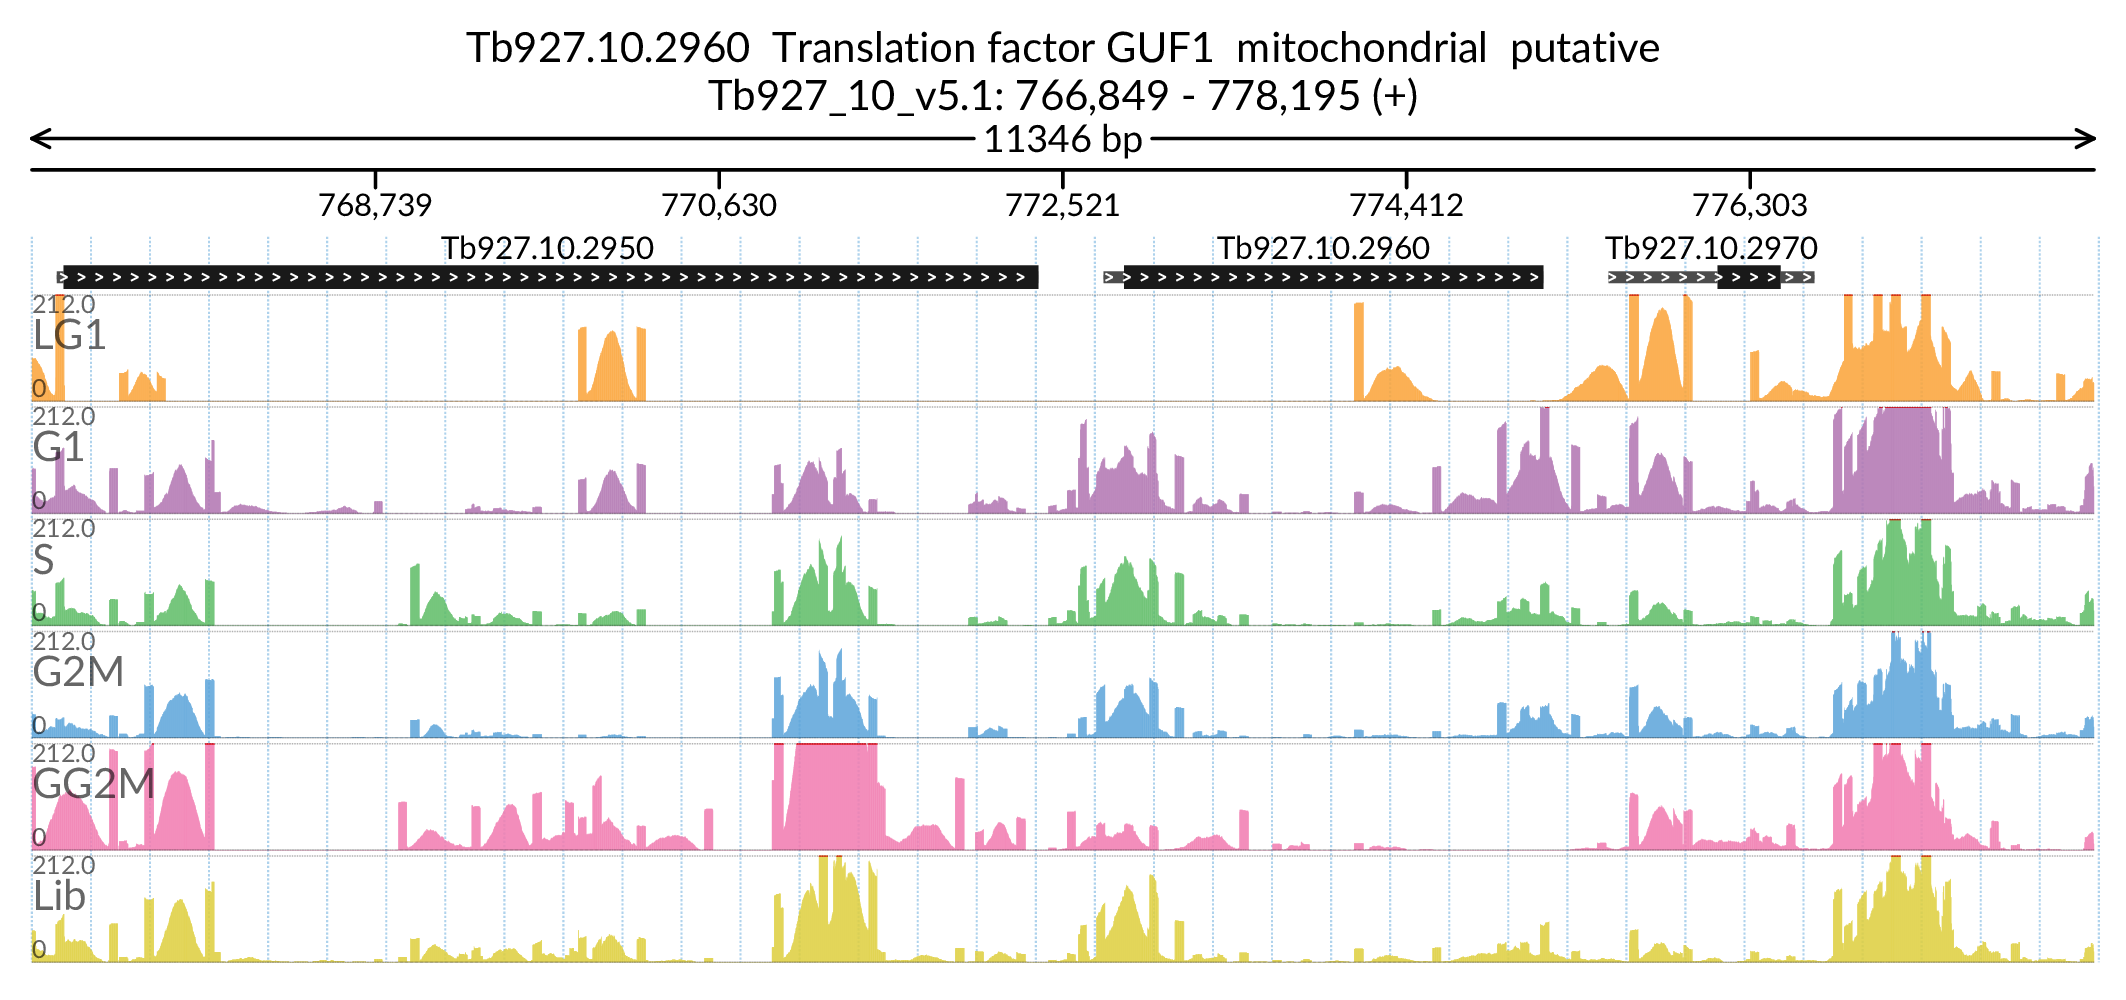 Tb927.10.2960 Translation factor GUF1 mitochondrial putative
Tb927_10_v5.1: 766,849 - 778,195 (+)
11346 bp
768,739 770,630 772,521 774,412 776,303
Tb927.10.2950 Tb927.10.2960 Tb927.10.2970
212.0
LG1
0
212.0
G1
0
212.0
S
0
212.0
G2M
0
212.0
GG2M
0
212.0
Lib
0